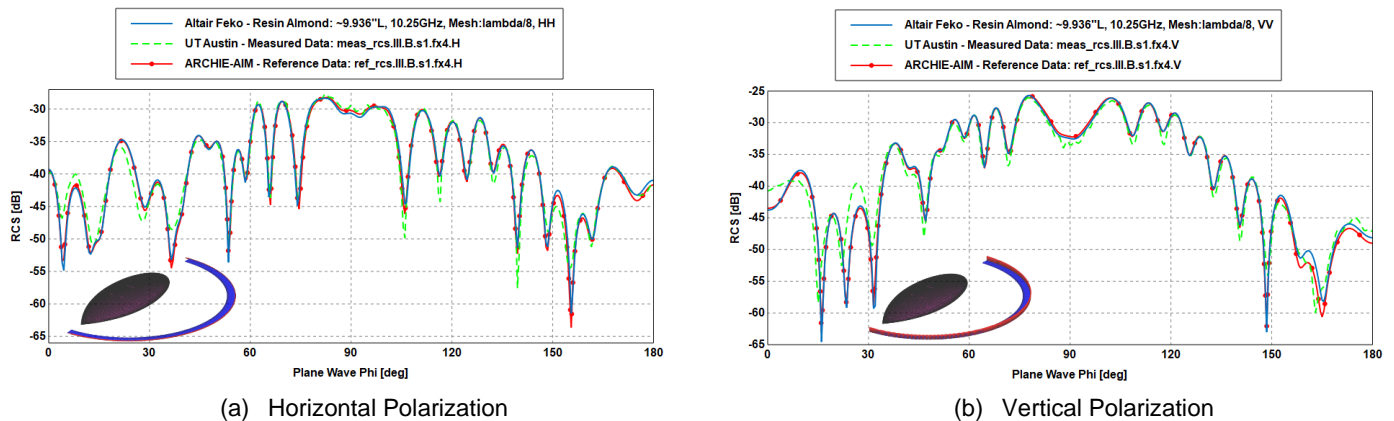 Altair Feko - Resin Almond: ~9.936"L, 10.25GHz, Mesh:lambda/8, HH
UT Austin - Measured Data: meas_rcs.III.B.s1.fx4.H
ARCHIE-AIM - Reference Data: ref_rcs.III.B.s1.fx4.H
RCS [dB]
-30
-35
-40
-45
-50
-55
-60
-65
0
30
60
90
120
150
180
Plane Wave Phi [deg]
(a) Horizontal Polarization
Altair Feko - Resin Almond: ~9.936"L, 10.25GHz, Mesh:lambda/8, VV
UT Austin - Measured Data: meas_rcs.III.B.s1.fx4.V
ARCHIE-AIM - Reference Data: ref_rcs.III.B.s1.fx4.V
RCS [dB]
-25
-30
-35
-40
-45
-50
-55
-60
-65
0
30
60
90
120
150
180
Plane Wave Phi [deg]
(b) Vertical Polarization